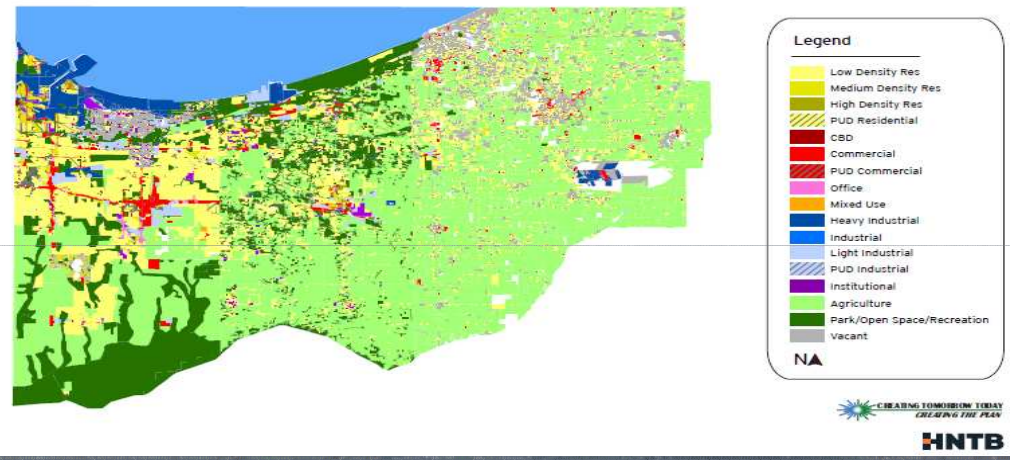 Legend
Low Density Res
Medium Density Res
High Density Res
PUD Residential
CBD
Commercial
PUD Commercial
Office
Mixed Use
Heavy Industrial
Industrial
Light Industrial
PUD Industrial
Institutional
Agriculture
Park/Open Space/Recreation
Vacant
N
CREATING TOMORROW TODAY
CREATING THE PLAN
HNTB